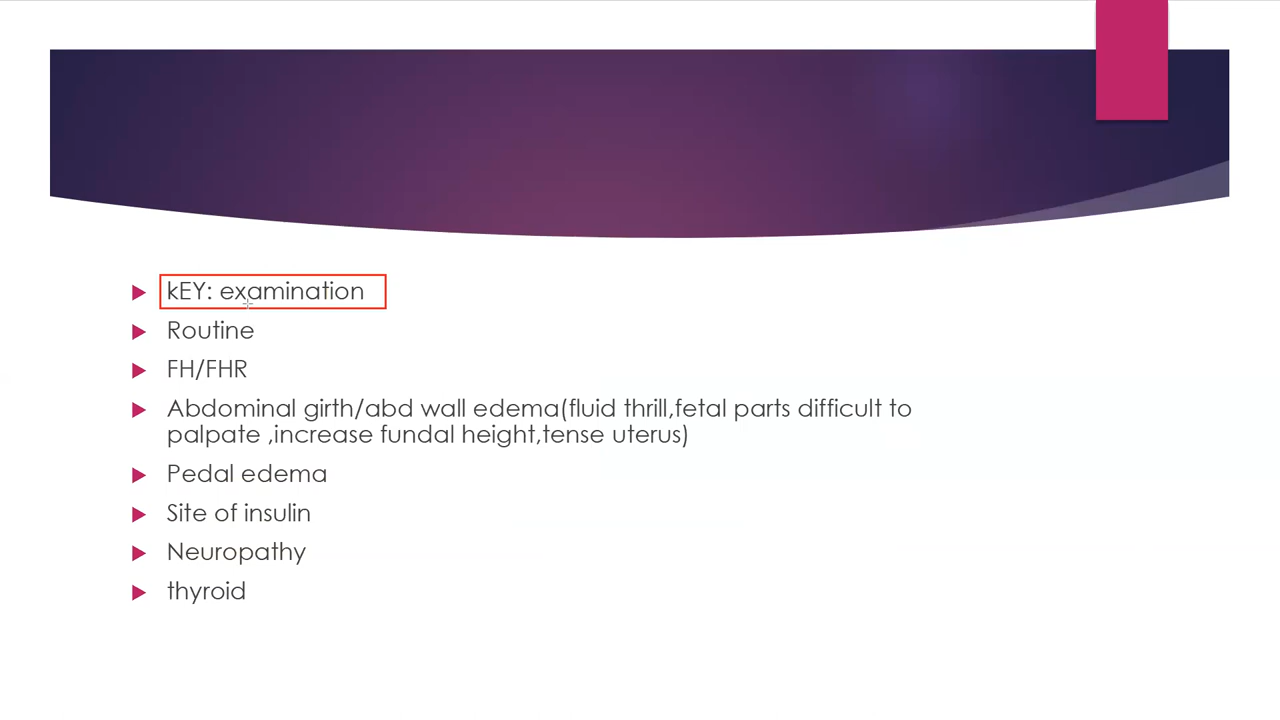 kEY: examination
Routine
FH/FHR
Abdominal girth/abd wall edema(fluid thrill,fetal parts difficult to
palpate ,increase fundal height,tense uterus)
Pedal edema
Site of insulin
Neuropathy
thyroid